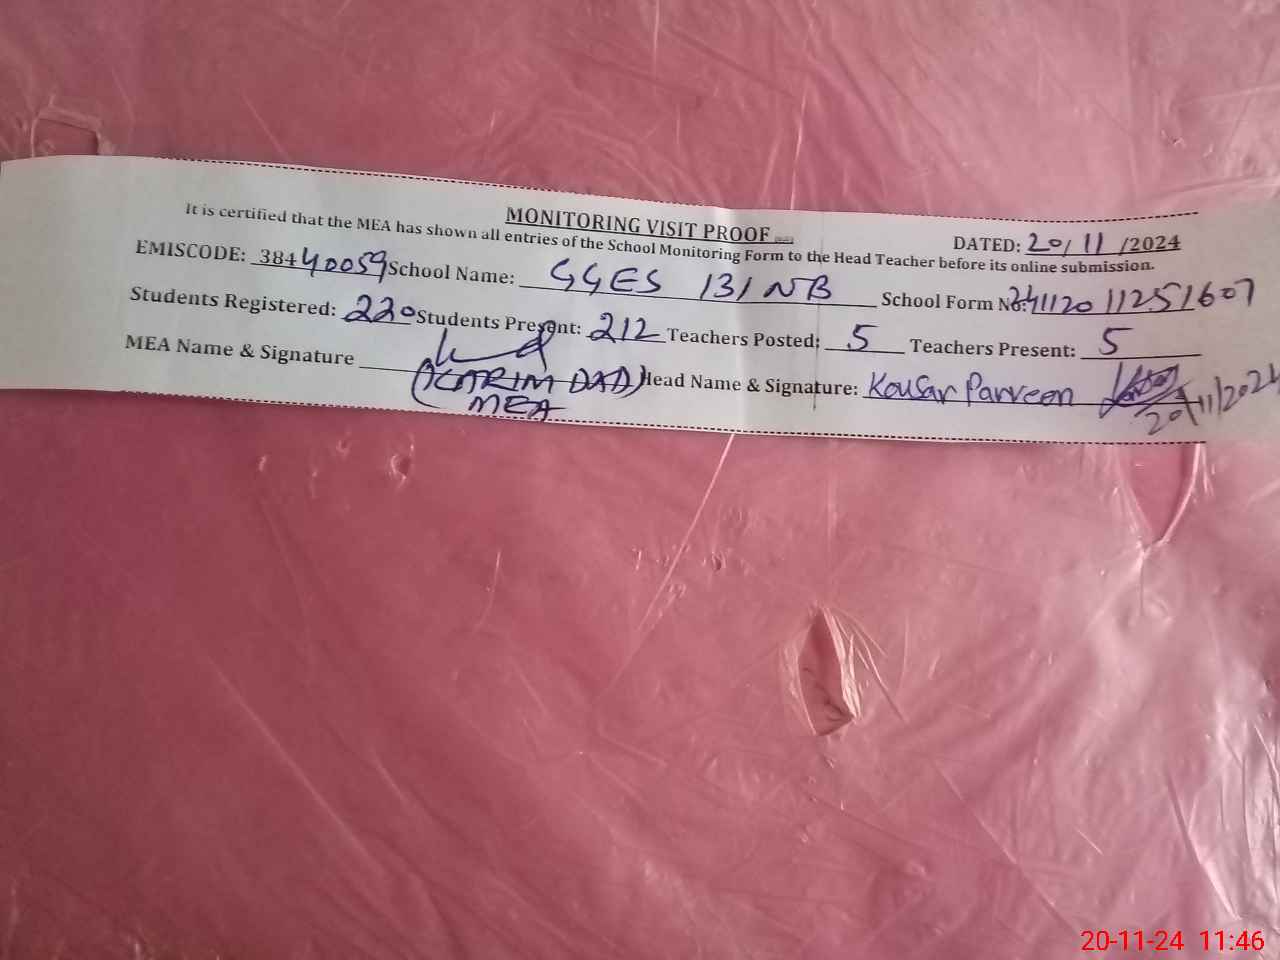 MONITORING VISIT PROOF
DATED: 20/11/2024
It is certified that the MEA has shown all entries of the School Monitoring Form to the Head Teacher before its online submission.
EMISCODE: 38440059 School Name: GGES 131 NB School Form No: 24112011251607
Students Registered: 220 Students Present: 212 Teachers Posted: 5 Teachers Present: 5
MEA Name & Signature (KARIM DAD) Head Name & Signature: Kousar Parveen
MEA
20/11/2024
20-11-24 11:46